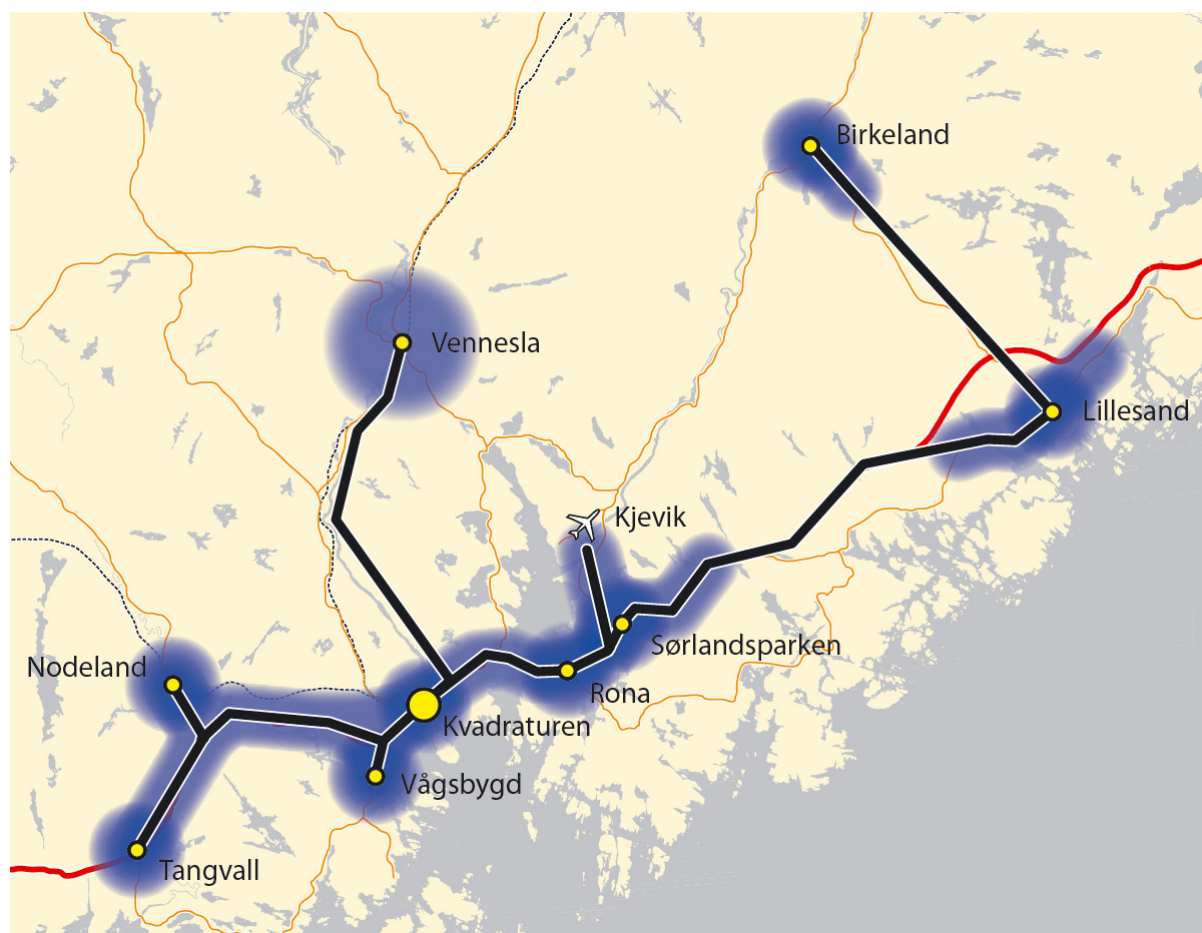 Birkeland
Vennesla
Lillesand
Kjevik
Sørlandsparken
Nodeland
Rona
Kvadraturen
Vågsbygd
Tangvall